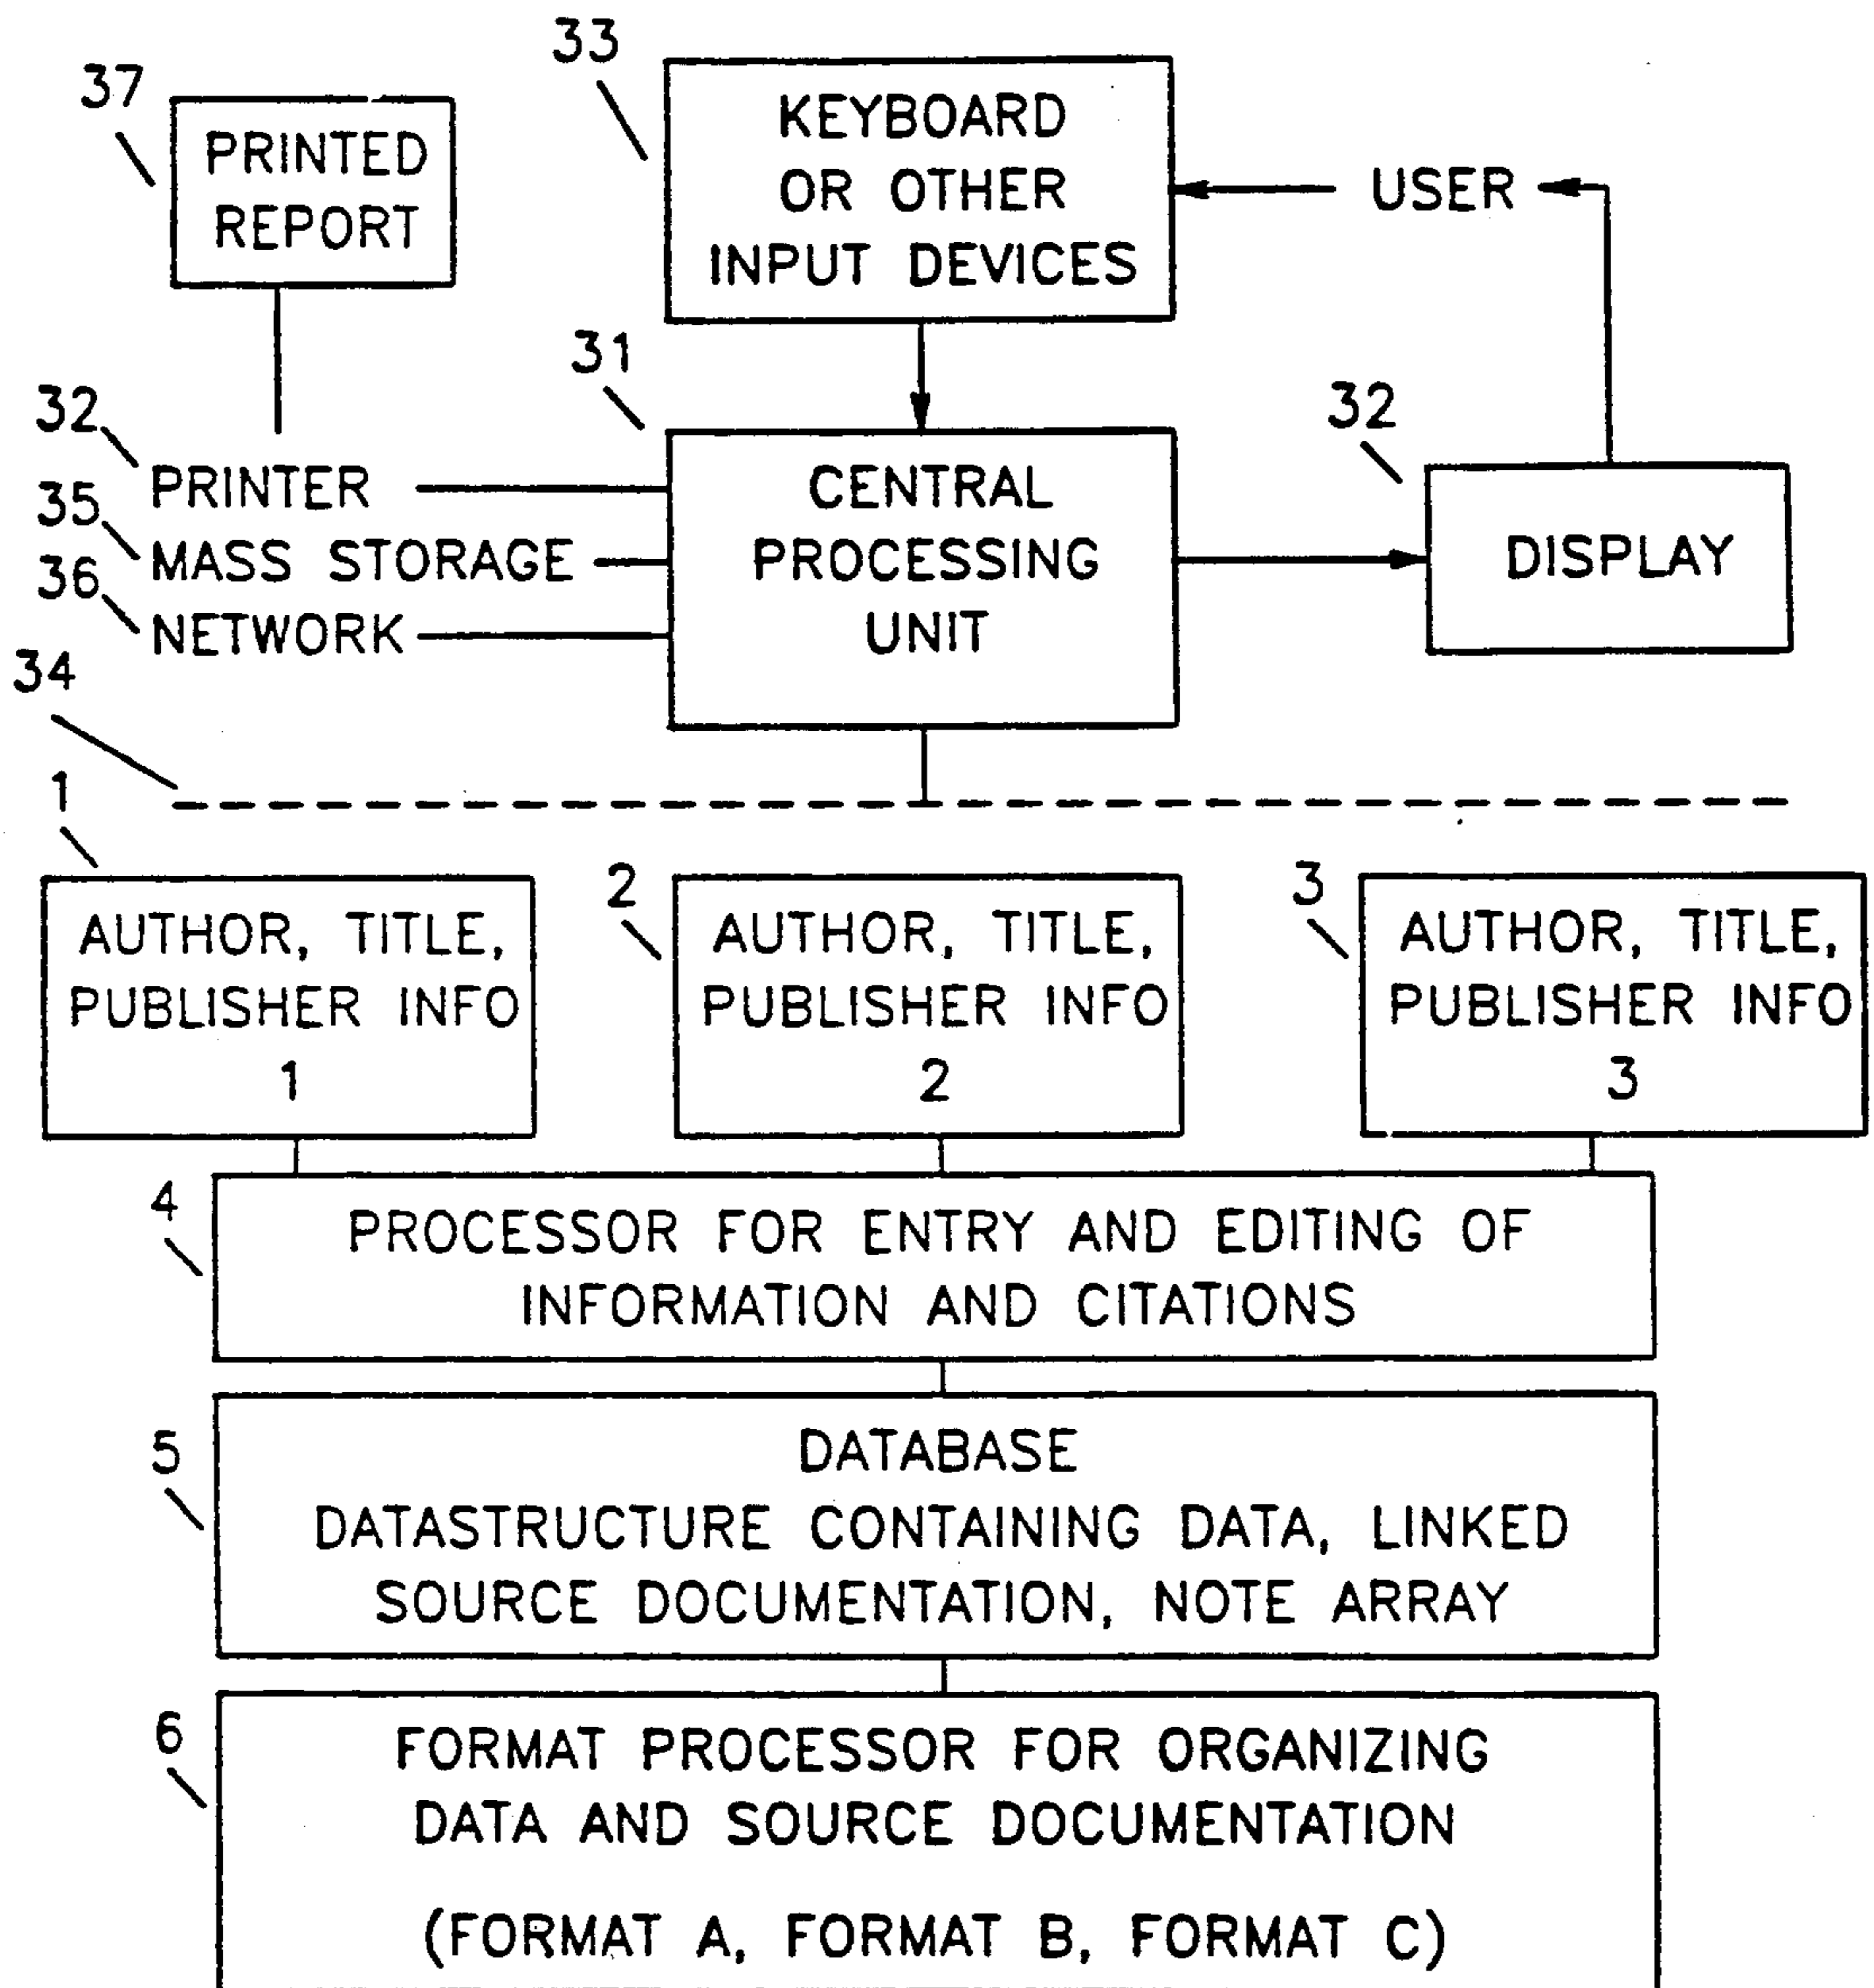 33
37
KEYBOARD
OR OTHER
INPUT DEVICES
PRINTED
REPORT
USER
31
32
32
PRINTER
35
MASS STORAGE
36
NETWORK
CENTRAL
PROCESSING
UNIT
DISPLAY
34
1
2
3
AUTHOR, TITLE,
PUBLISHER INFO
1
AUTHOR, TITLE,
PUBLISHER INFO
2
AUTHOR, TITLE,
PUBLISHER INFO
3
4
PROCESSOR FOR ENTRY AND EDITING OF
INFORMATION AND CITATIONS
5
DATABASE
DATASTRUCTURE CONTAINING DATA, LINKED
SOURCE DOCUMENTATION, NOTE ARRAY
6
FORMAT PROCESSOR FOR ORGANIZING
DATA AND SOURCE DOCUMENTATION
(FORMAT A, FORMAT B, FORMAT C)